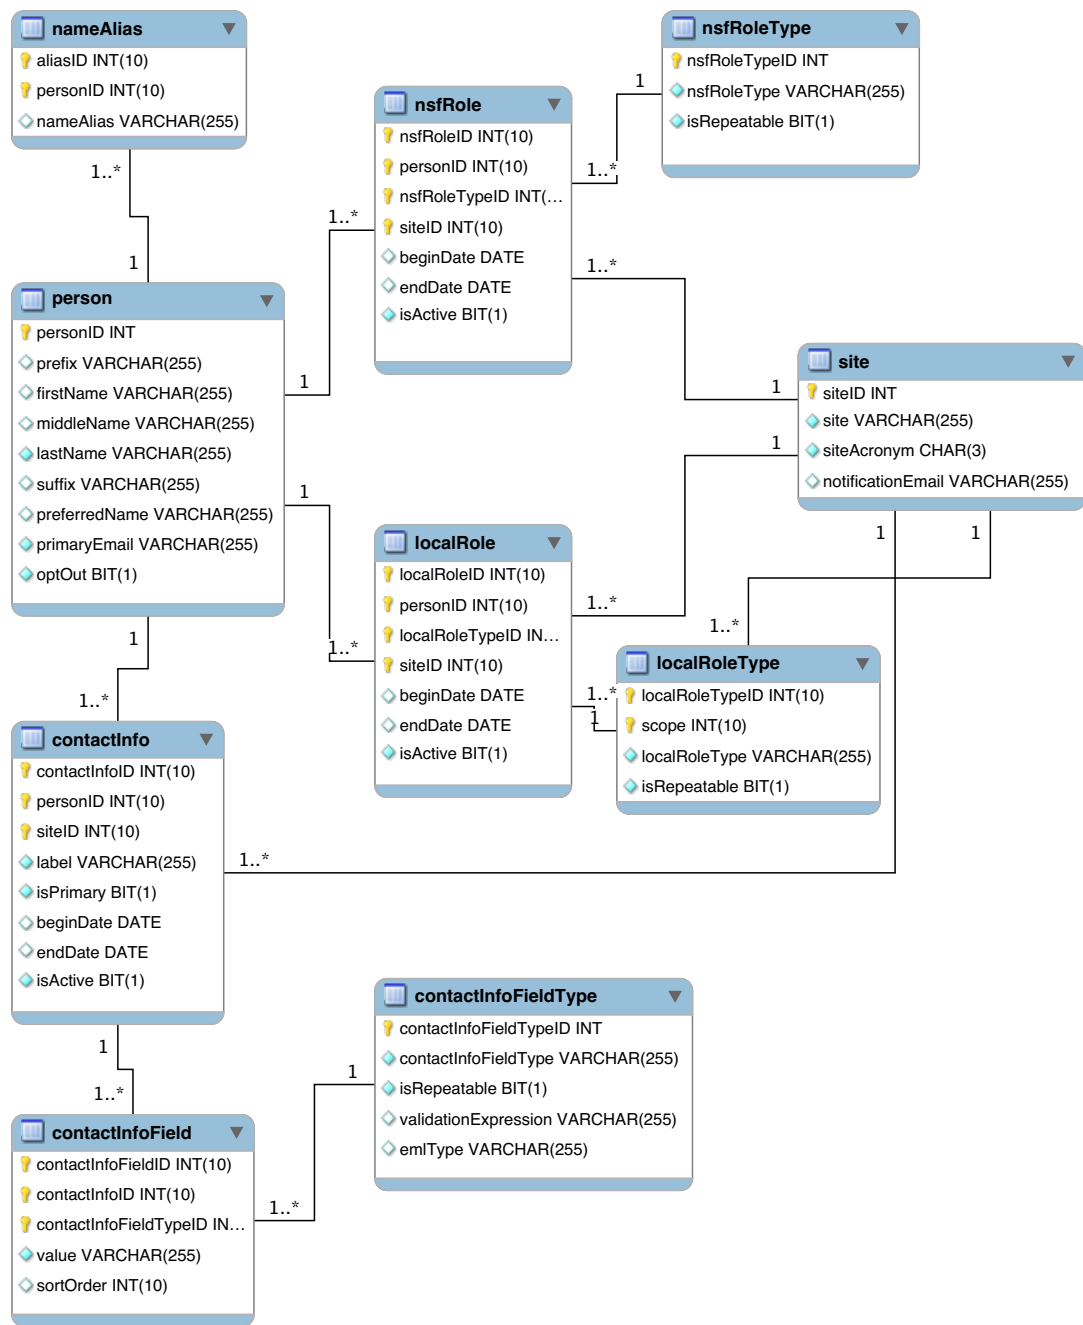 nameAlias
aliasID INT(10)
personID INT(10)
nameAlias VARCHAR(255)
nsfRoleType
nsfRoleTypeID INT
nsfRoleType VARCHAR(255)
isRepeatable BIT(1)
1
nsfRole
nsfRoleID INT(10)
personID INT(10)
nsfRoleTypeID INT(...
siteID INT(10)
beginDate DATE
endDate DATE
isActive BIT(1)
1..*
1..*
1
1..*
1..*
1
person
personID INT
prefix VARCHAR(255)
firstName VARCHAR(255)
middleName VARCHAR(255)
lastName VARCHAR(255)
suffix VARCHAR(255)
preferredName VARCHAR(255)
primaryEmail VARCHAR(255)
optOut BIT(1)
1
1
site
siteID INT
site VARCHAR(255)
siteAcronym CHAR(3)
notificationEmail VARCHAR(255)
1
1
1
localRole
localRoleID INT(10)
personID INT(10)
localRoleTypeID IN...
siteID INT(10)
beginDate DATE
endDate DATE
isActive BIT(1)
1..*
1..*
1..*
1..*
1
localRoleType
localRoleTypeID INT(10)
scope INT(10)
localRoleType VARCHAR(255)
isRepeatable BIT(1)
1
1..*
contactInfo
contactInfoID INT(10)
personID INT(10)
siteID INT(10)
label VARCHAR(255)
isPrimary BIT(1)
beginDate DATE
endDate DATE
isActive BIT(1)
1..*
1
1..*
contactInfoFieldType
contactInfoFieldTypeID INT
contactInfoFieldType VARCHAR(255)
isRepeatable BIT(1)
validationExpression VARCHAR(255)
emlType VARCHAR(255)
1
contactInfoField
contactInfoFieldID INT(10)
contactInfoID INT(10)
contactInfoFieldTypeID IN...
value VARCHAR(255)
sortOrder INT(10)
1..*